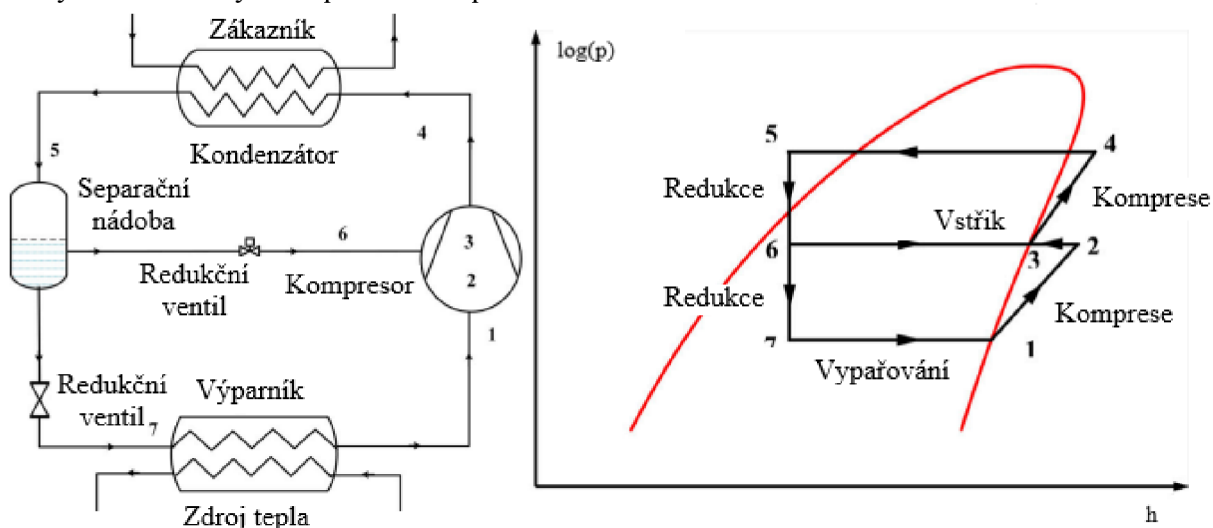 Zákazník
4
5
Kondenzátor
Separační
nádoba
3
6
2
Redukční
ventil
Kompresor
1
Redukční
ventil
7
Výparník
Zdroj tepla
log(p)
5
4
Redukce
Komprese
Vstřik
6
3
2
Redukce
Komprese
7
1
Vypařování
h